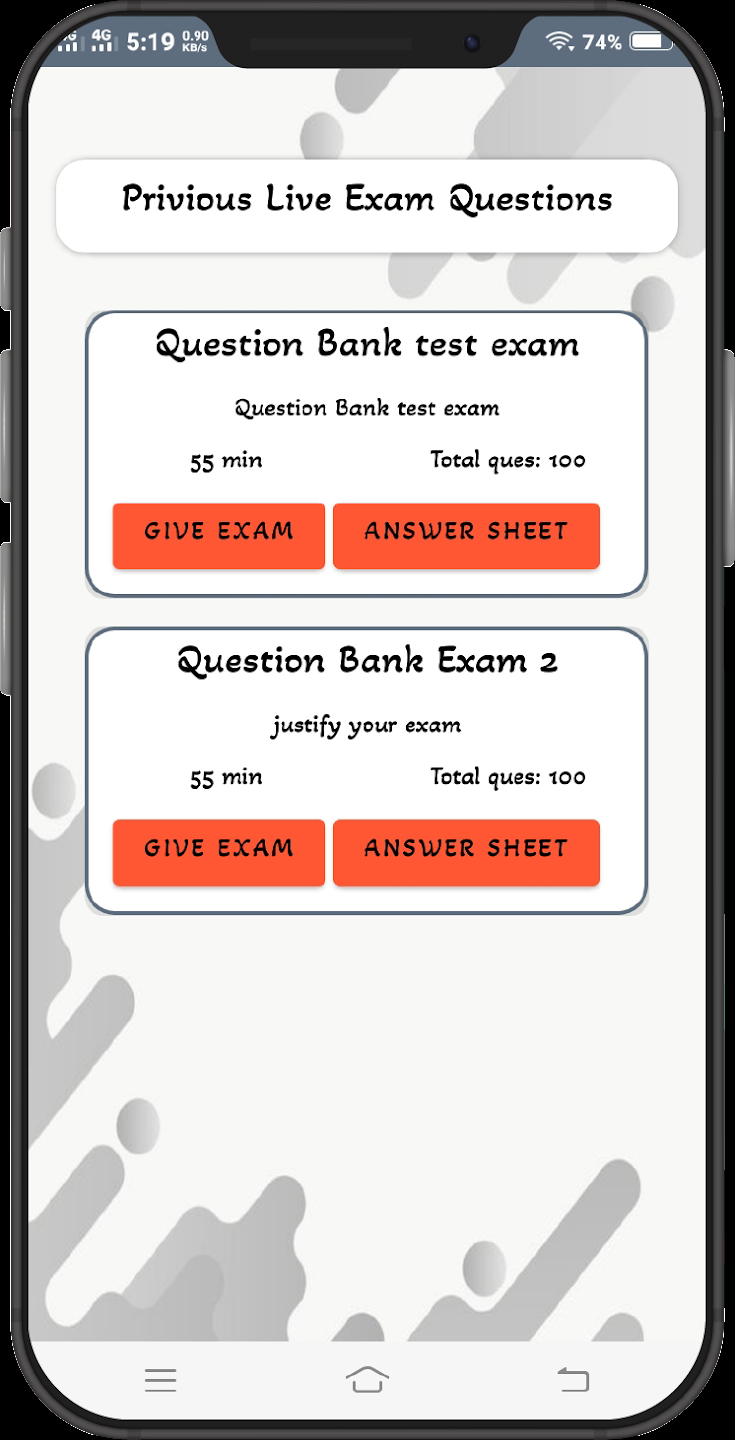 4G 5:19 0.90 KB/s 74%
Privious Live Exam Questions
Question Bank test exam
Question Bank test exam
55 min Total ques: 100
GIVE EXAM ANSWER SHEET
Question Bank Exam 2
justify your exam
55 min Total ques: 100
GIVE EXAM ANSWER SHEET